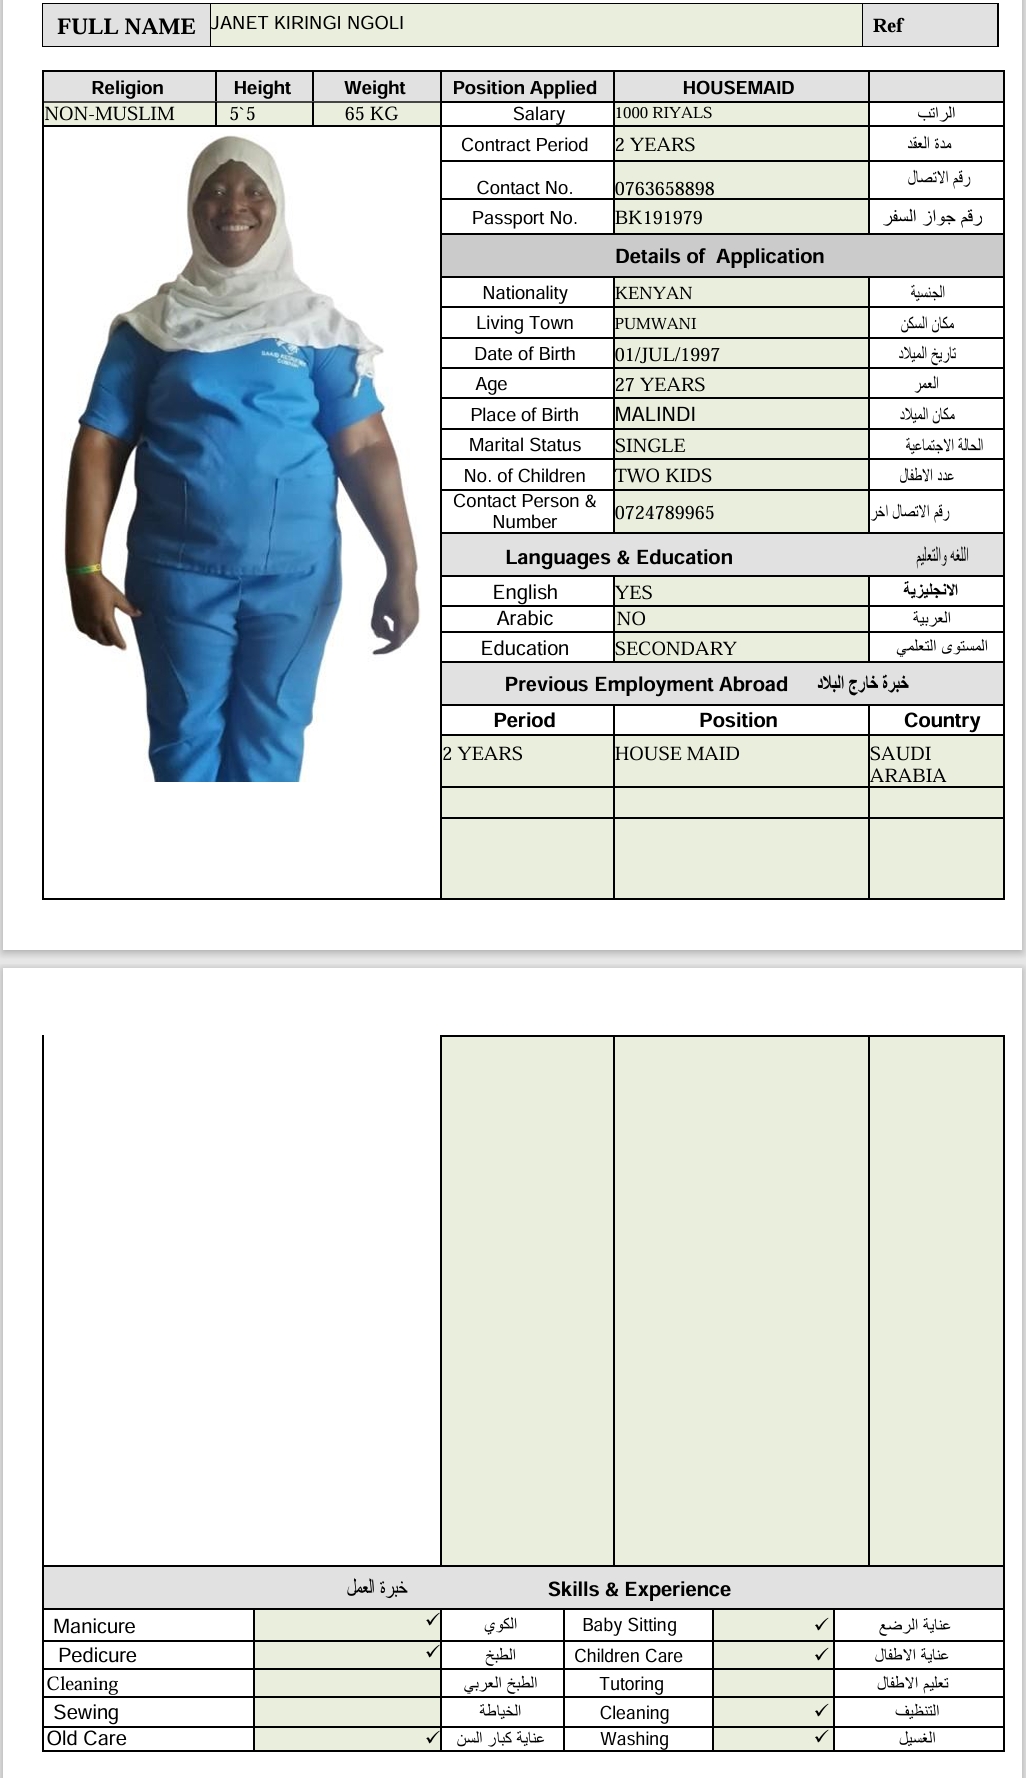 FULL NAME JANET KIRINGI NGOLI Ref
Religion Height Weight Position Applied HOUSEMAID
NON-MUSLIM 5`5 65 KG Salary 1000 RIYALS الراتب
Contract Period 2 YEARS مدة العقد
Contact No. 0763658898 رقم الاتصال
Passport No. BK191979 رقم جواز السفر
Details of Application
Nationality KENYAN الجنسية
Living Town PUMWANI مكان السكن
Date of Birth 01/JUL/1997 تاريخ الميلاد
Age 27 YEARS العمر
Place of Birth MALINDI مكان الميلاد
Marital Status SINGLE الحالة الاجتماعية
No. of Children TWO KIDS عدد الاطفال
Contact Person &
Number 0724789965 رقم الاتصال اخر
Languages & Education اللغه والتعليم
English YES الانجليزية
Arabic NO العربية
Education SECONDARY المستوى التعلمي
Previous Employment Abroad خبرة خارج البلاد
Period Position Country
2 YEARS HOUSE MAID SAUDI
ARABIA
خبرة العمل Skills & Experience
Manicure ✓ الكوي Baby Sitting ✓ عناية الرضع
Pedicure ✓ الطبخ Children Care ✓ عناية الاطفال
Cleaning الطبخ العربي Tutoring تعليم الاطفال
Sewing الخياطة Cleaning ✓ التنظيف
Old Care ✓ عناية كبار السن Washing ✓ الغسيل